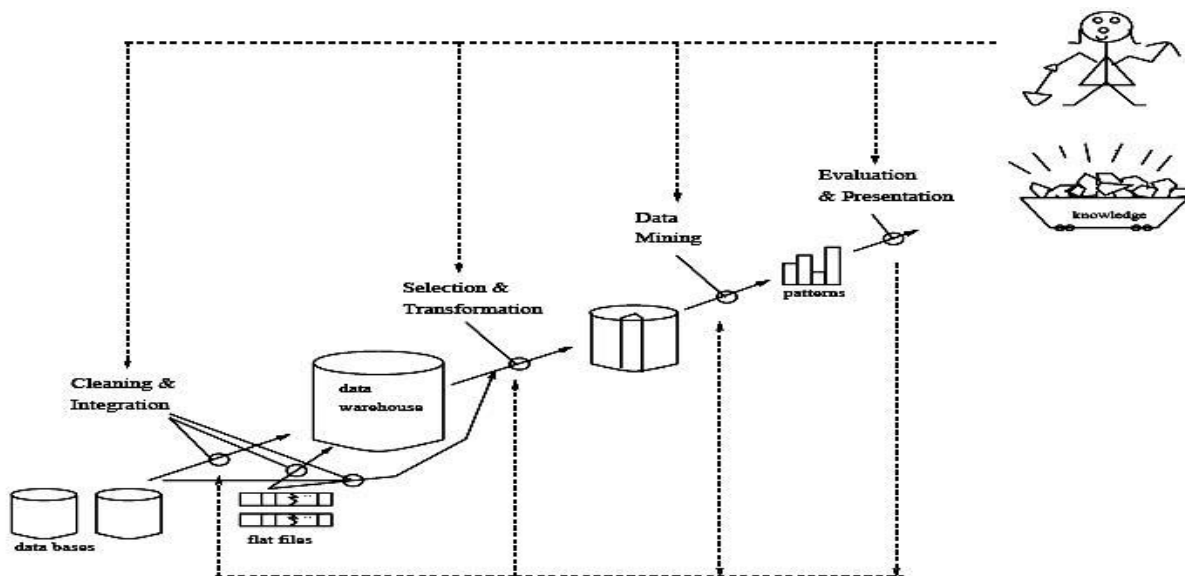 Evaluation
& Presentation
knowledge
Data
Mining
patterns
Selection &
Transformation
data
warehouse
Cleaning &
Integration
data bases
flat files